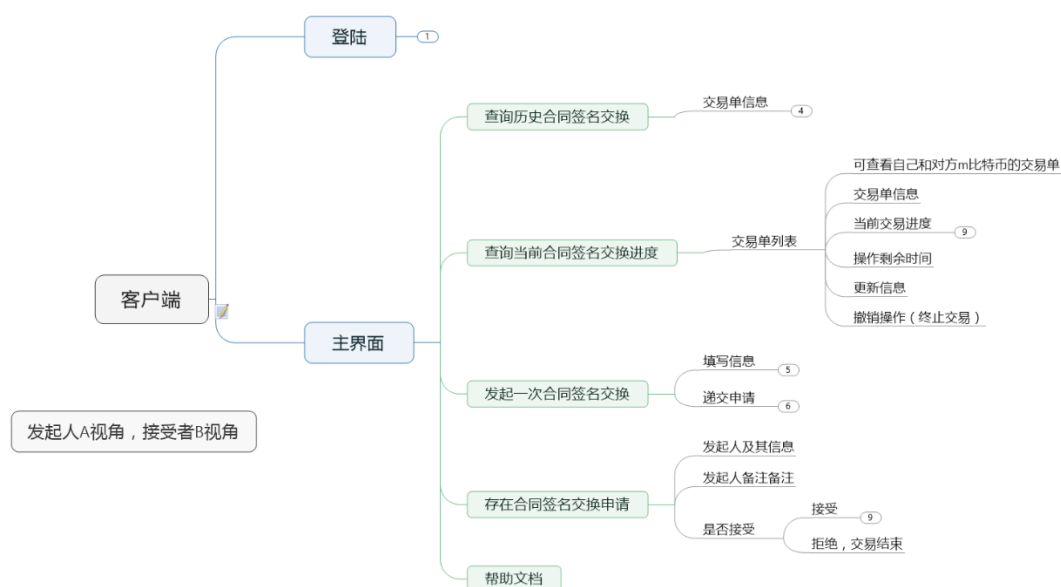 登陆
1
查询历史合同签名交换
交易单信息
4
可查看自己和对方m比特币的交易单
交易单信息
当前交易进度
9
查询当前合同签名交换进度
交易单列表
操作剩余时间
更新信息
撤销操作（终止交易）
客户端
主界面
填写信息
5
发起一次合同签名交换
递交申请
6
发起人A视角，接受者B视角
发起人及其信息
发起人备注备注
存在合同签名交换申请
是否接受
接受
9
拒绝，交易结束
帮助文档